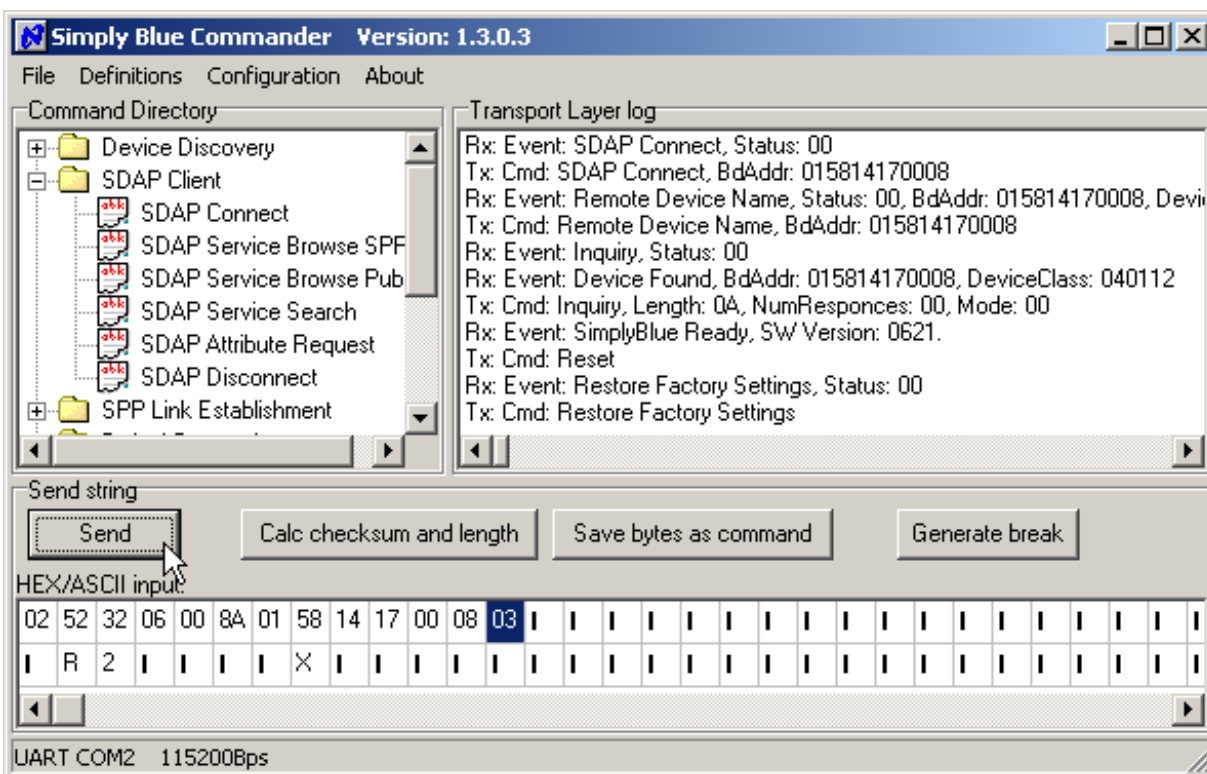 Simply Blue Commander Version: 1.3.0.3
File Definitions Configuration About
Command Directory
Device Discovery
SDAP Client
SDAP Connect
SDAP Service Browse SPF
SDAP Service Browse Pub
SDAP Service Search
SDAP Attribute Request
SDAP Disconnect
SPP Link Establishment
Transport Layer log
Rx: Event: SDAP Connect, Status: 00
Tx: Cmd: SDAP Connect, BdAddr: 015814170008
Rx: Event: Remote Device Name, Status: 00, BdAddr: 015814170008, Devi
Tx: Cmd: Remote Device Name, BdAddr: 015814170008
Rx: Event: Inquiry, Status: 00
Rx: Event: Device Found, BdAddr: 015814170008, DeviceClass: 040112
Tx: Cmd: Inquiry, Length: 0A, NumResponces: 00, Mode: 00
Rx: Event: SimplyBlue Ready, SW Version: 0621.
Tx: Cmd: Reset
Rx: Event: Restore Factory Settings, Status: 00
Tx: Cmd: Restore Factory Settings
Send string
Send Calc checksum and length Save bytes as command Generate break
HEX/ASCII input:
02 52 32 06 00 8A 01 58 14 17 00 08 03
R 2 X
UART COM2 115200Bps